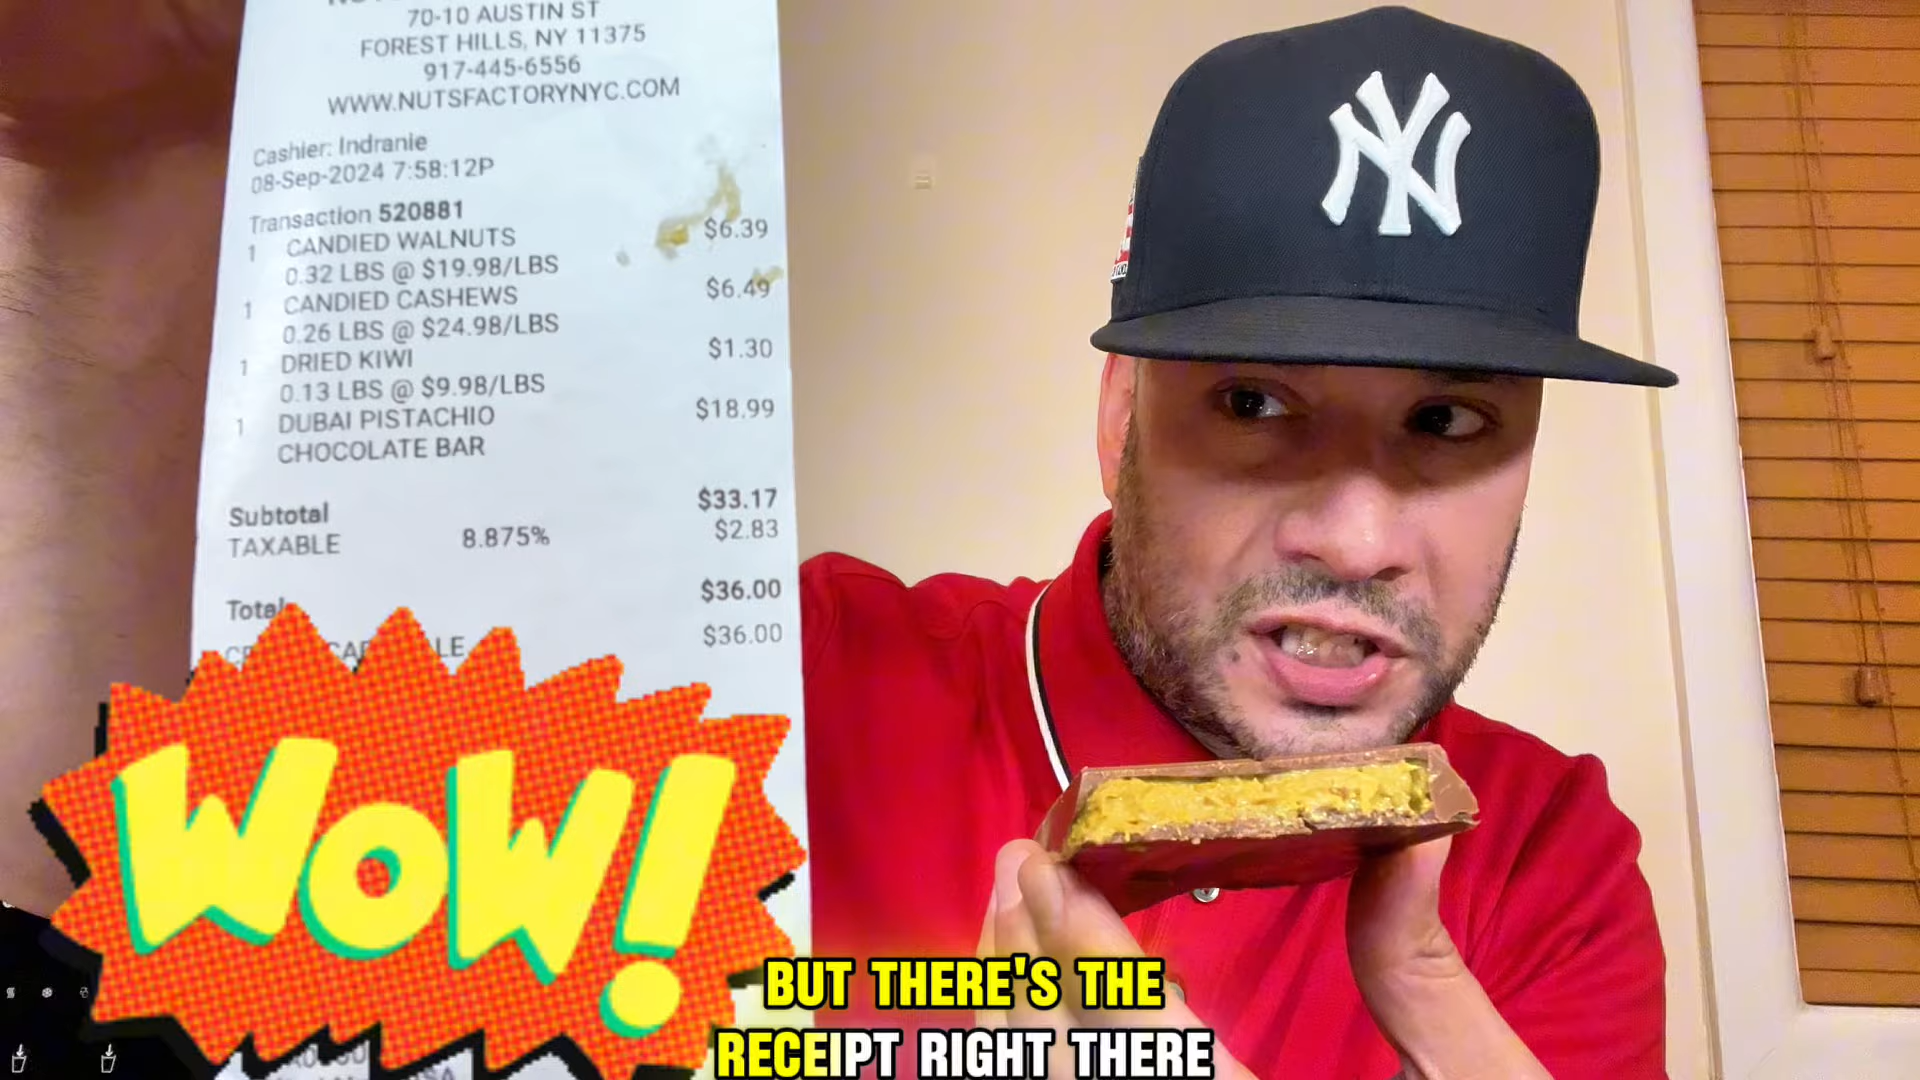 70-10 AUSTIN ST
FOREST HILLS, NY 11375
917-445-6556
WWW.NUTSFACTORYNYC.COM
Cashier: Indranie
08-Sep-2024 7:58:12P
Transaction 520881
1 CANDIED WALNUTS $6.39
0.32 LBS @ $19.98/LBS
1 CANDIED CASHEWS $6.49
0.26 LBS @ $24.98/LBS
1 DRIED KIWI $1.30
0.13 LBS @ $9.98/LBS
1 DUBAI PISTACHIO $18.99
CHOCOLATE BAR
Subtotal $33.17
TAXABLE 8.875% $2.83
Total $36.00
$36.00
WOW!
NY
BUT THERE'S THE
RECEIPT RIGHT THERE